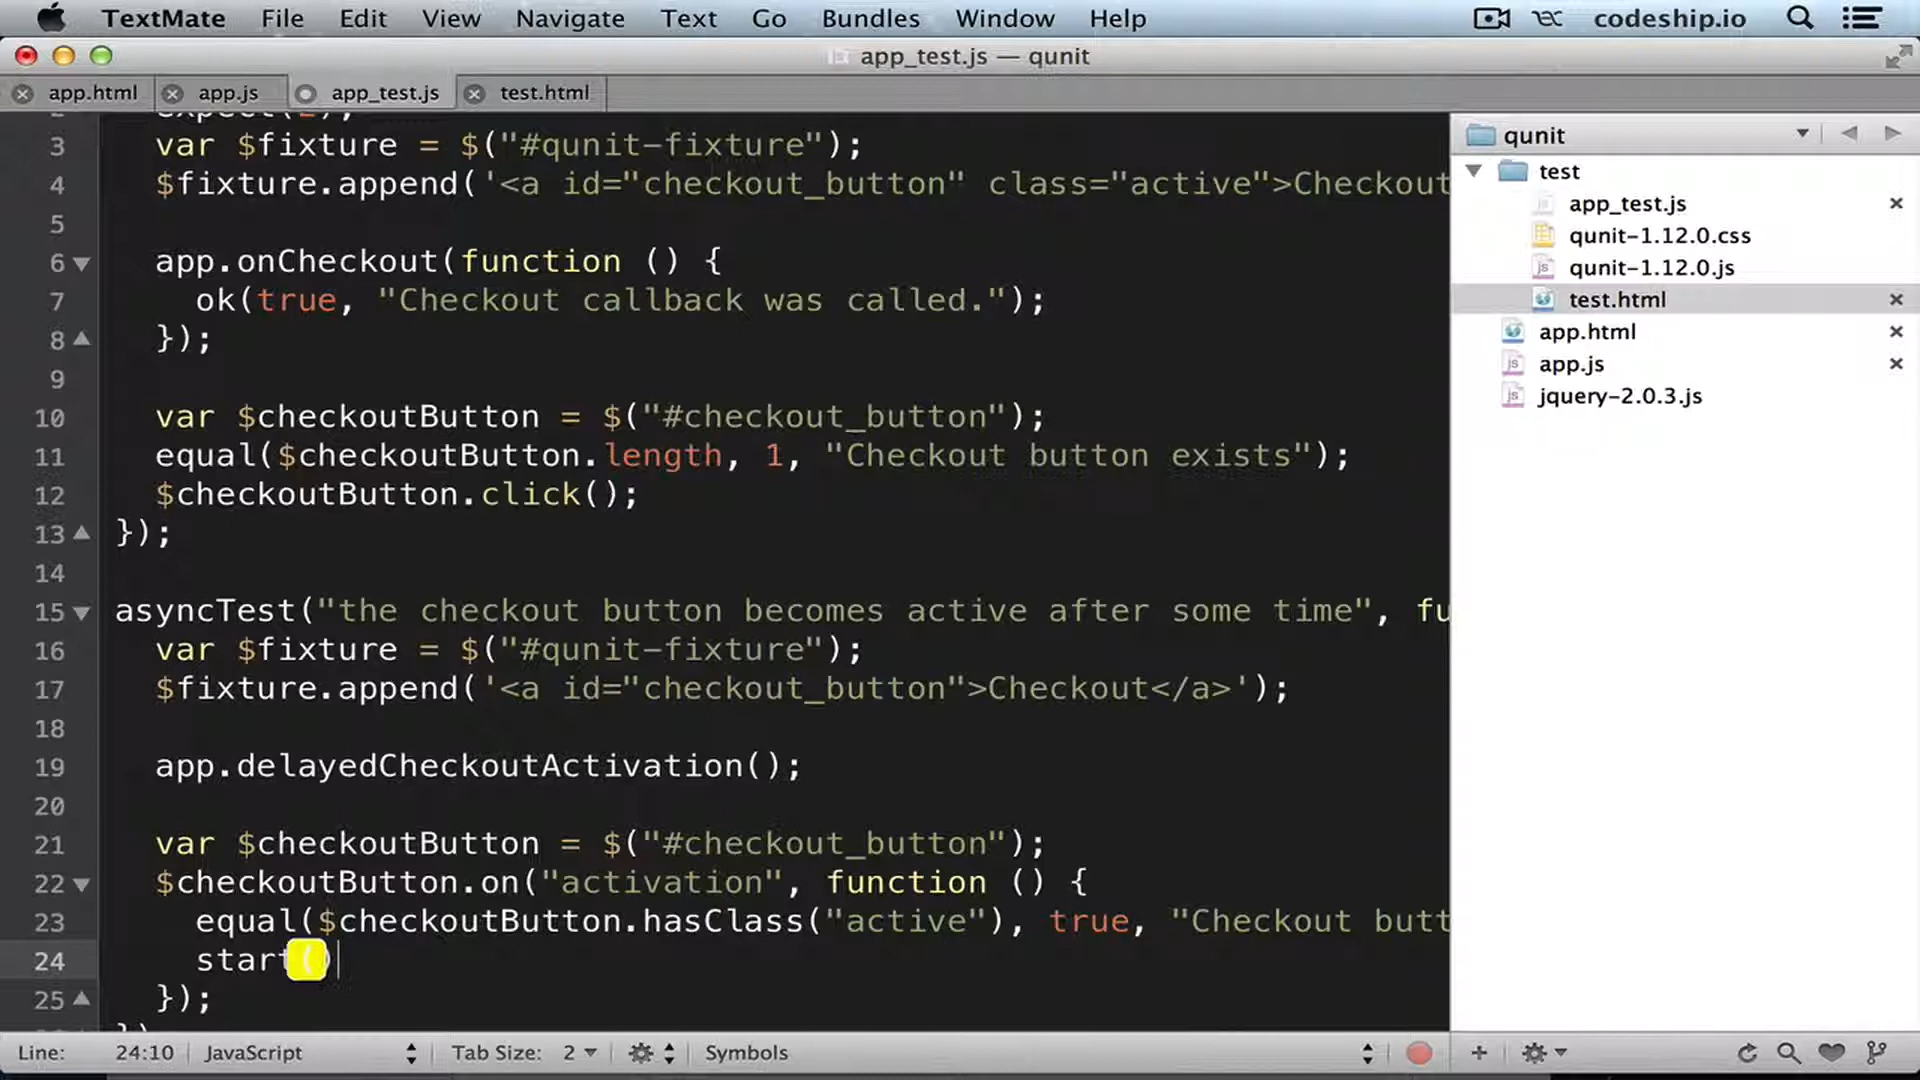 TextMate File Edit View Navigate Text Go Bundles Window Help codeship.io
app_test.js — qunit
app.html app.js app_test.js test.html
3 var $fixture = $("#qunit-fixture");
4 $fixture.append('<a id="checkout_button" class="active">Checkout
5
6 app.onCheckout(function () {
7 ok(true, "Checkout callback was called.");
8 });
9
10 var $checkoutButton = $("#checkout_button");
11 equal($checkoutButton.length, 1, "Checkout button exists");
12 $checkoutButton.click();
13 });
14
15 asyncTest("the checkout button becomes active after some time", fu
16 var $fixture = $("#qunit-fixture");
17 $fixture.append('<a id="checkout_button">Checkout</a>');
18
19 app.delayedCheckoutActivation();
20
21 var $checkoutButton = $("#checkout_button");
22 $checkoutButton.on("activation", function () {
23 equal($checkoutButton.hasClass("active"), true, "Checkout butt
24 start()
25 });
qunit
test
app_test.js
qunit-1.12.0.css
qunit-1.12.0.js
test.html
app.html
app.js
jquery-2.0.3.js
Line: 24:10 JavaScript Tab Size: 2 Symbols